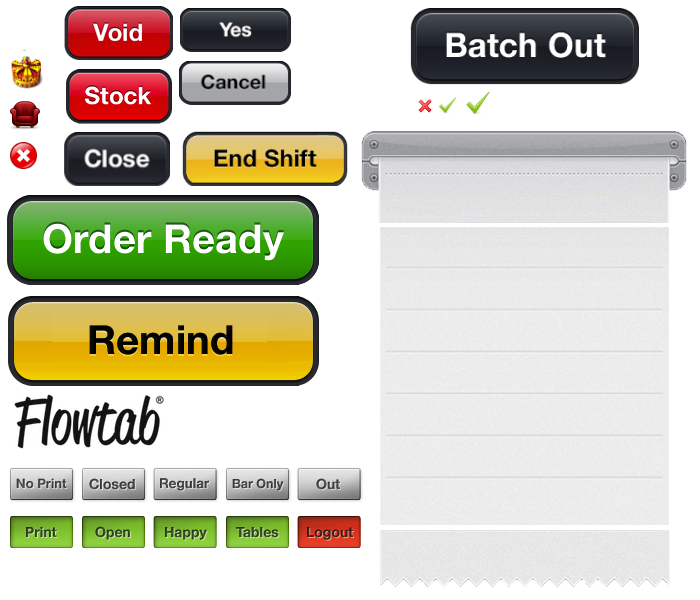 Void
Yes
Stock
Cancel
Close
End Shift
Batch Out
Order Ready
Remind
Flowtab®
No Print
Closed
Regular
Bar Only
Out
Print
Open
Happy
Tables
Logout